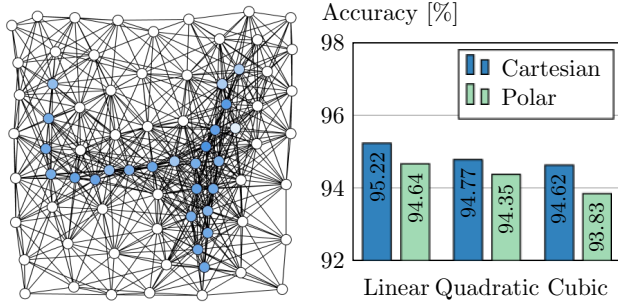 Accuracy [%]
98
96
94
92
Cartesian
Polar
95.22
94.64
94.77
94.35
94.62
93.83
Linear Quadratic Cubic